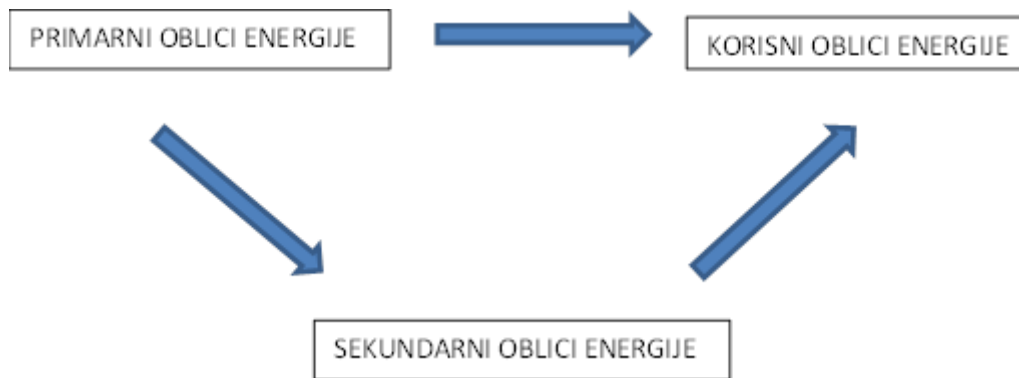 PRIMARNI OBLICI ENERGIJE
KORISNI OBLICI ENERGIJE
SEKUNDARNI OBLICI ENERGIJE